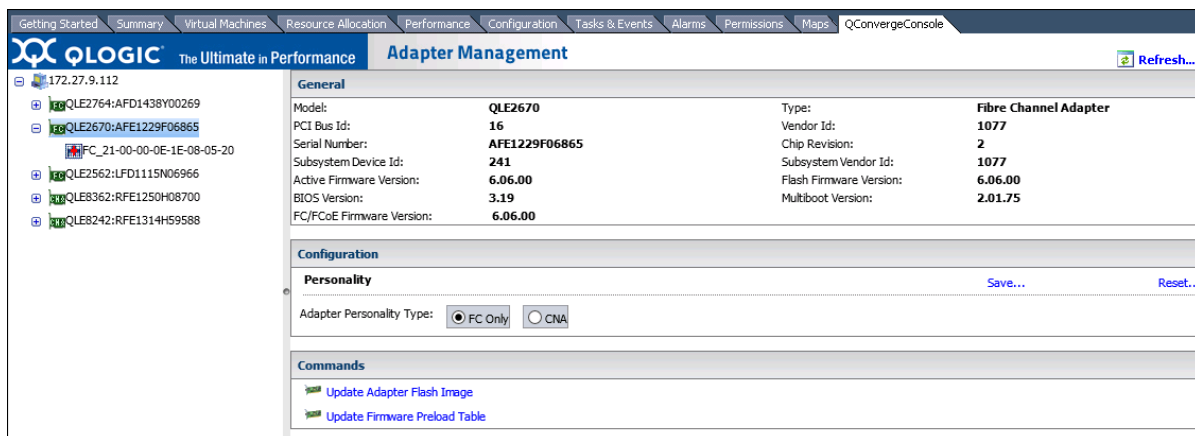 Getting Started Summary Virtual Machines Resource Allocation Performance Configuration Tasks & Events Alarms Permissions Maps QConvergeConsole
QLOGIC The Ultimate in Performance Adapter Management Refresh...
172.27.9.112
QLE2764:AFD1438Y00269
QLE2670:AFE1229F06865
FC_21-00-00-0E-1E-08-05-20
QLE2562:LFD1115N06966
QLE8362:RFE1250H08700
QLE8242:RFE1314H59588
General
Model: QLE2670 Type: Fibre Channel Adapter
PCI Bus Id: 16 Vendor Id: 1077
Serial Number: AFE1229F06865 Chip Revision: 2
Subsystem Device Id: 241 Subsystem Vendor Id: 1077
Active Firmware Version: 6.06.00 Flash Firmware Version: 6.06.00
BIOS Version: 3.19 Multiboot Version: 2.01.75
FC/FCoE Firmware Version: 6.06.00
Configuration
Personality Save... Reset..
Adapter Personality Type: FC Only CNA
Commands
Update Adapter Flash Image
Update Firmware Preload Table